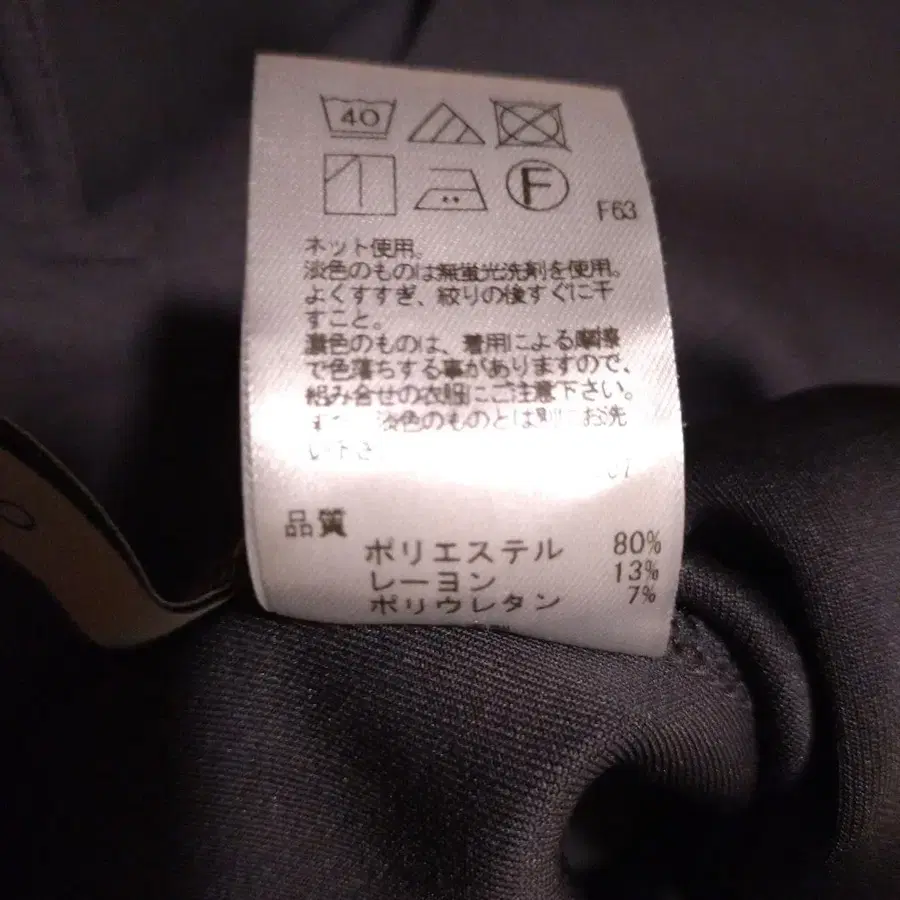 40
F
F63
ネット使用。
淡色のものは無蛍光洗剤を使用。
よくすすぎ、絞りの後すぐに干
すこと。
濃色のものは、着用による摩擦
で色落ちする事がありますので、
組み合せの衣服にご注意下さい。
淡色のものとは別にお洗
い下さ
品質
ポリエステル 80%
レーヨン 13%
ポリウレタン 7%